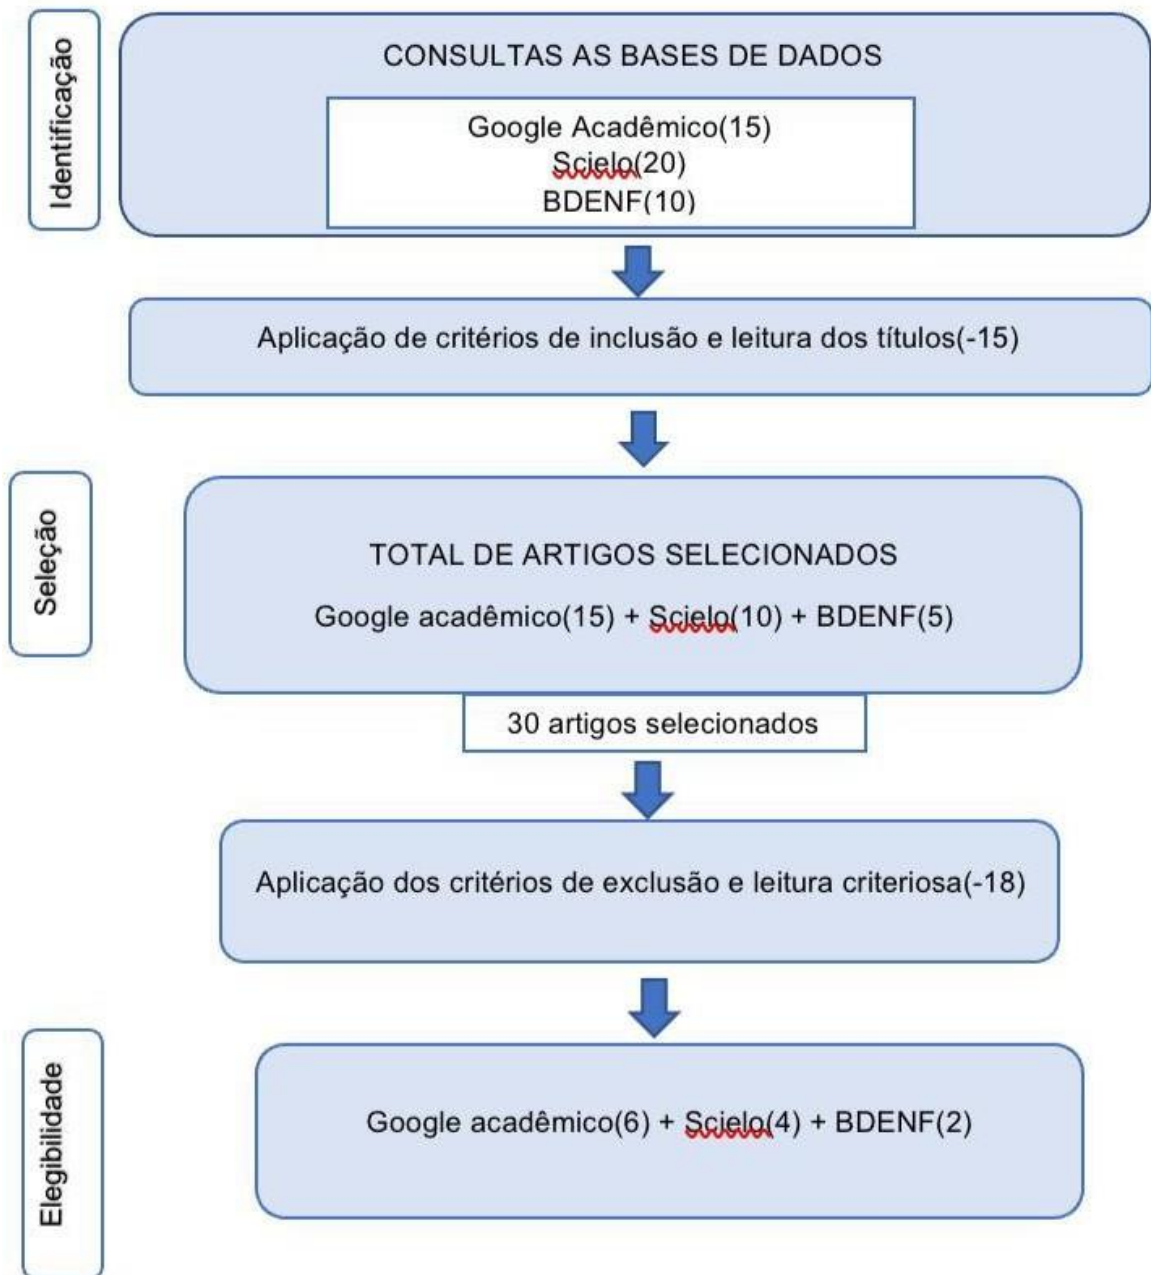 Identificação
CONSULTAS AS BASES DE DADOS
Google Acadêmico(15)
Scielo(20)
BDENF(10)
Aplicação de critérios de inclusão e leitura dos títulos(-15)
Seleção
TOTAL DE ARTIGOS SELECIONADOS
Google acadêmico(15) + Scielo(10) + BDENF(5)
30 artigos selecionados
Aplicação dos critérios de exclusão e leitura criteriosa(-18)
Elegibilidade
Google acadêmico(6) + Scielo(4) + BDENF(2)